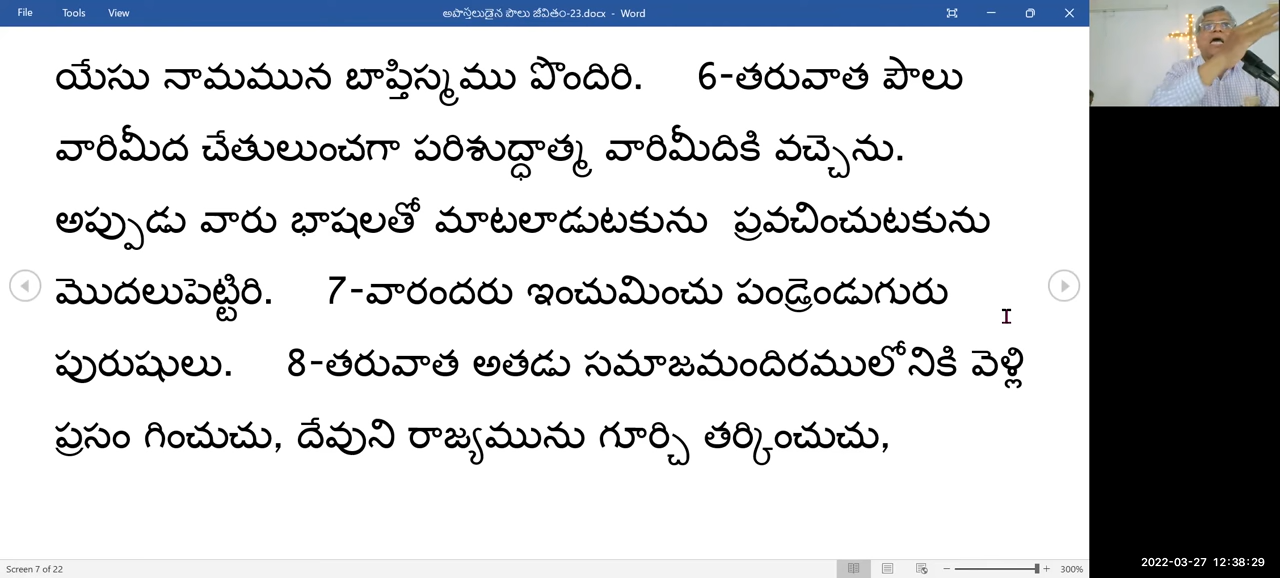 File Tools View అపొస్తలుడైన పౌలు జీవితం-23.docx - Word
యేసు నామమున బాప్తిస్మము పొందిరి. 6-తరువాత పౌలు
వారిమీద చేతులుంచగా పరిశుద్ధాత్మ వారిమీదికి వచ్చెను.
అప్పుడు వారు భాషలతో మాటలాడుటకును ప్రవచించుటకును
మొదలుపెట్టిరి. 7-వారందరు ఇంచుమించు పండ్రెండుగురు
పురుషులు. 8-తరువాత అతడు సమాజమందిరములోనికి వెళ్లి
ప్రసం గించుచు, దేవుని రాజ్యమును గూర్చి తర్కించుచు,
Screen 7 of 22 300%
2022-03-27 12:38:29